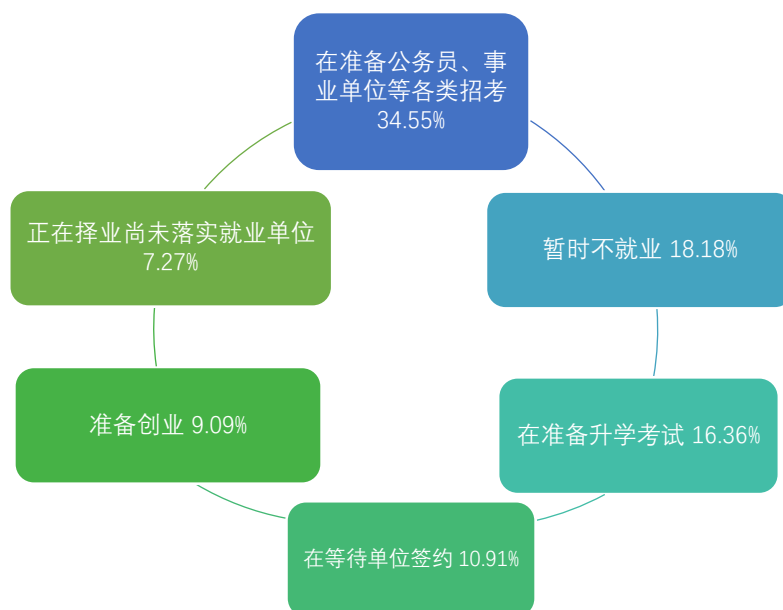 在准备公务员、事
业单位等各类招考
34.55%
暂时不就业 18.18%
在准备升学考试 16.36%
在等待单位签约 10.91%
准备创业 9.09%
正在择业尚未落实就业单位
7.27%